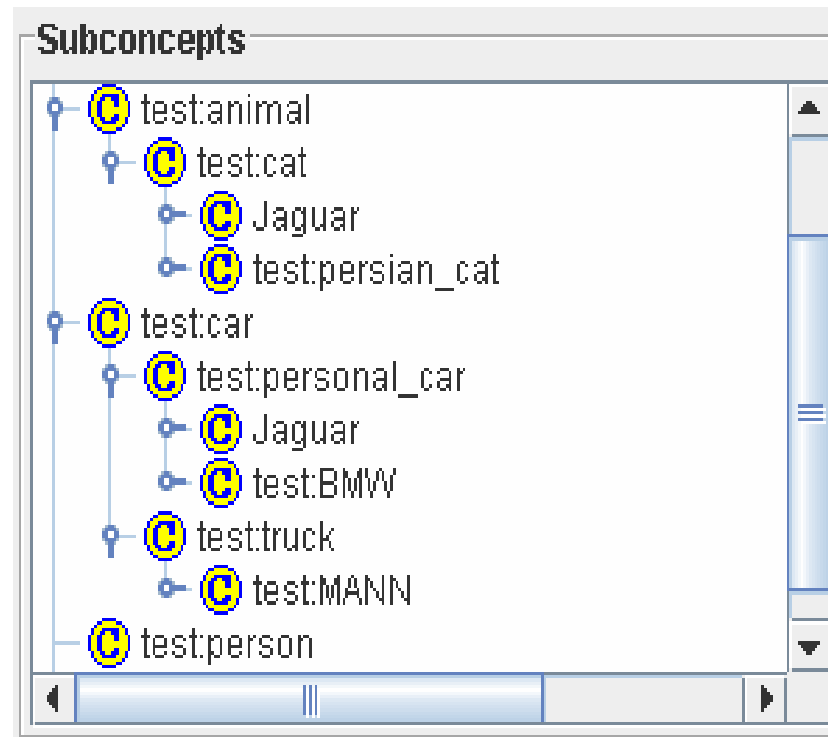 Subconcepts
C test:animal
C test:cat
C Jaguar
C test:persian_cat
C test:car
C test:personal_car
C Jaguar
C test:BMW
C test:truck
C test:MANN
C test:person